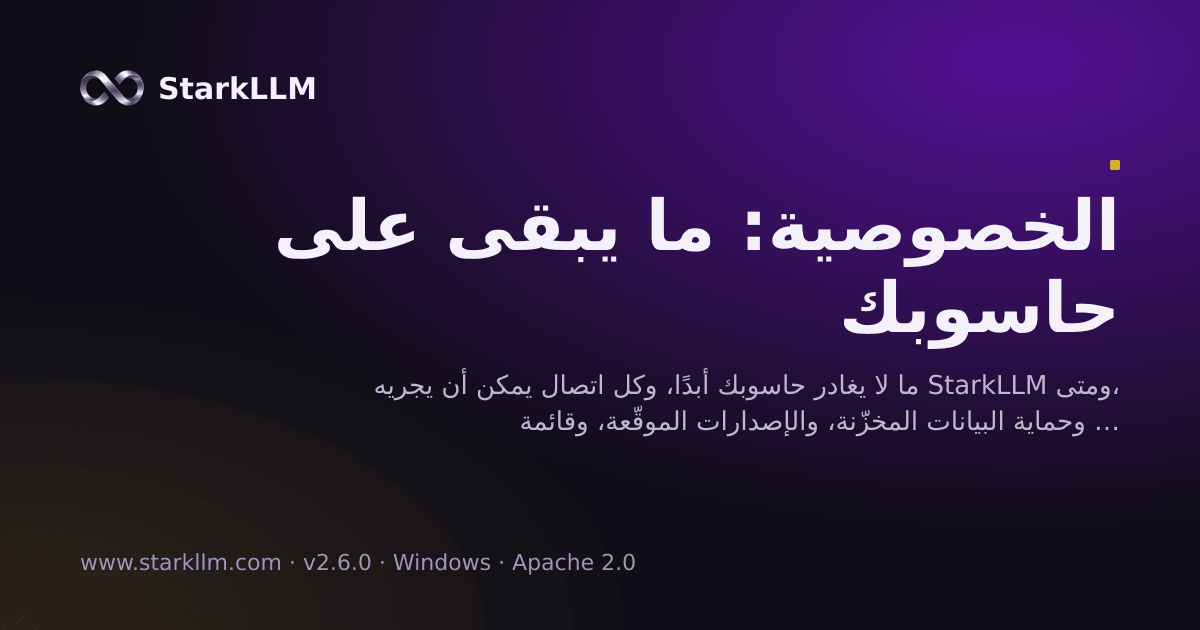 StarkLLM
الخصوصية: ما يبقى على
حاسوبك
ما لا يغادر حاسوبك أبدًا، وكل اتصال يمكن أن يجريه StarkLLM ومتى،
وحماية البيانات المخزّنة، والإصدارات الموقّعة، وقائمة …
www.starkllm.com · v2.6.0 · Windows · Apache 2.0